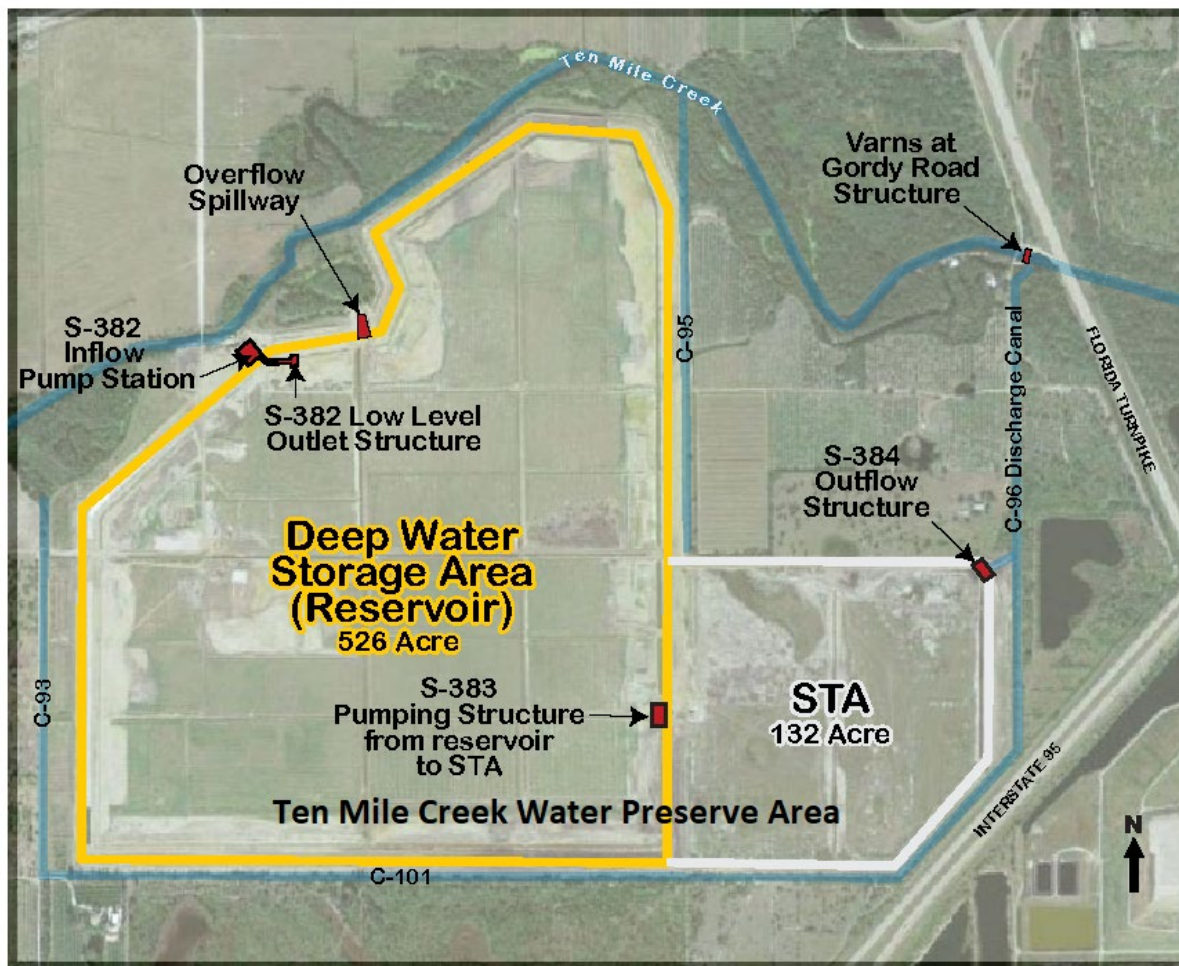 Ten Mile Creek
Overflow
Spillway
Varns at
Gordy Road
Structure
S-382
Inflow
Pump Station
S-382 Low Level
Outlet Structure
C-95
FLORIDA TURNPIKE
C-96 Discharge Canal
S-384
Outflow
Structure
Deep Water
Storage Area
(Reservoir)
526 Acre
C-93
S-383
Pumping Structure
from reservoir
to STA
STA
132 Acre
INTERSTATE 95
Ten Mile Creek Water Preserve Area
C-101
N